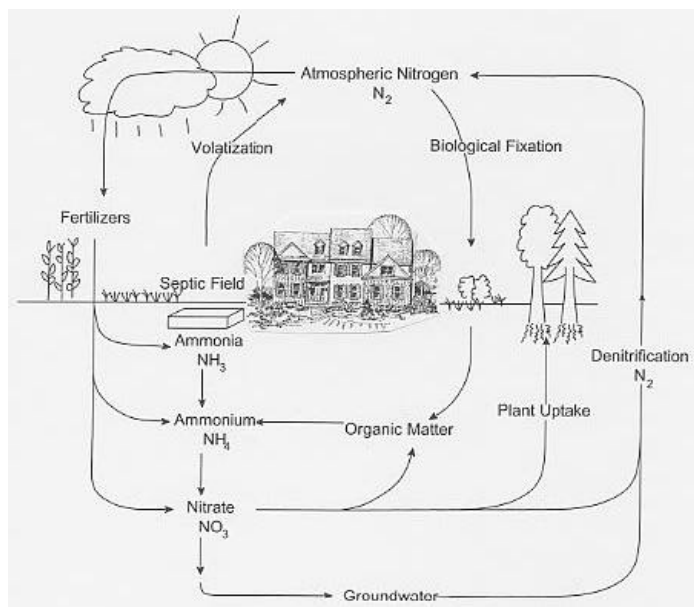 Atmospheric Nitrogen
N2
Volatization
Biological Fixation
Fertilizers
Septic Field
Ammonia
NH3
Denitrification
N2
Plant Uptake
Ammonium
NH4
Organic Matter
Nitrate
NO3
Groundwater